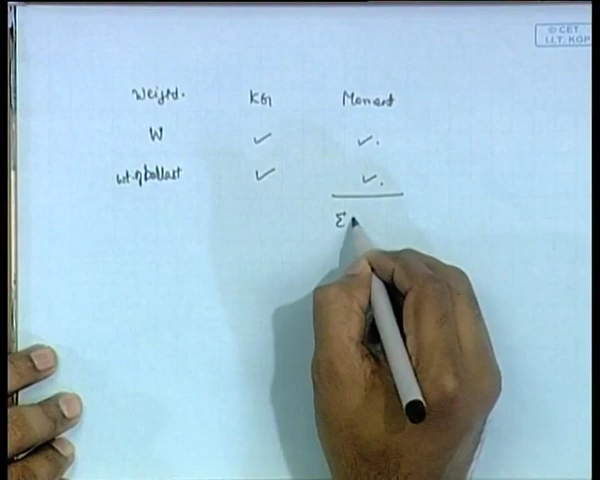 © CET
I.I.T. KGP
Weight. KG Moment
W ✓ ✓.
wt. of ballast ✓ ✓.
Σ